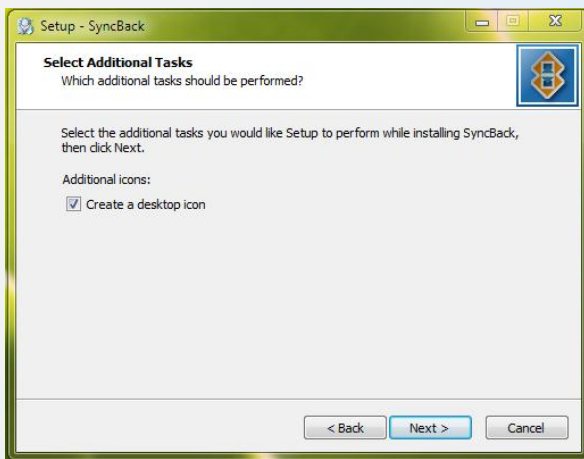 Setup - SyncBack
Select Additional Tasks
Which additional tasks should be performed?
Select the additional tasks you would like Setup to perform while installing SyncBack,
then click Next.
Additional icons:
Create a desktop icon
< Back Next > Cancel